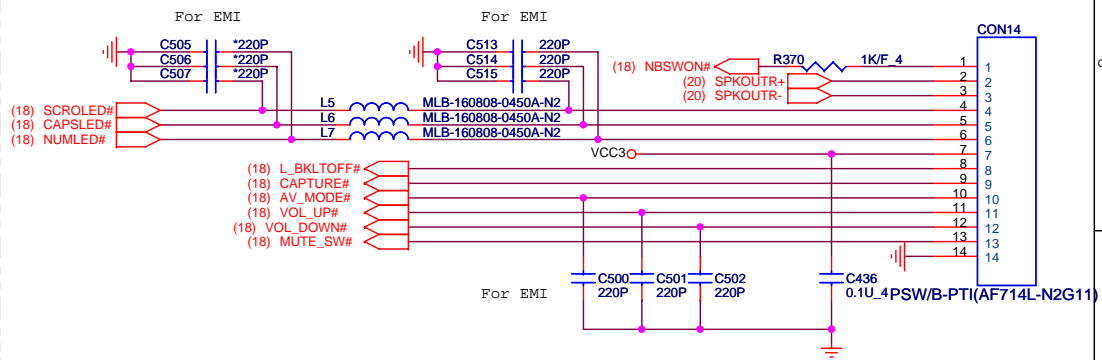 For EMI
For EMI
CON14
C505 *220P
C506 *220P
C507 *220P
C513 220P
C514 220P
C515 220P
(18) NBSWON# R370 1K/F_4 1 1
(20) SPKOUTR+ 2 2
(20) SPKOUTR- 3 3
(18) SCROLED# L5 MLB-160808-0450A-N2 4 4
(18) CAPSLED# L6 MLB-160808-0450A-N2 5 5
(18) NUMLED# L7 MLB-160808-0450A-N2 6 6
VCC3 7 7
(18) L_BKLTOFF# 8 8
(18) CAPTURE# 9 9
(18) AV_MODE# 10 10
(18) VOL_UP# 11 11
(18) VOL_DOWN# 12 12
(18) MUTE_SW# 13 13
14 14
For EMI
C500 220P
C501 220P
C502 220P
C436 0.1U_4
PSW/B-PTI(AF714L-N2G11)